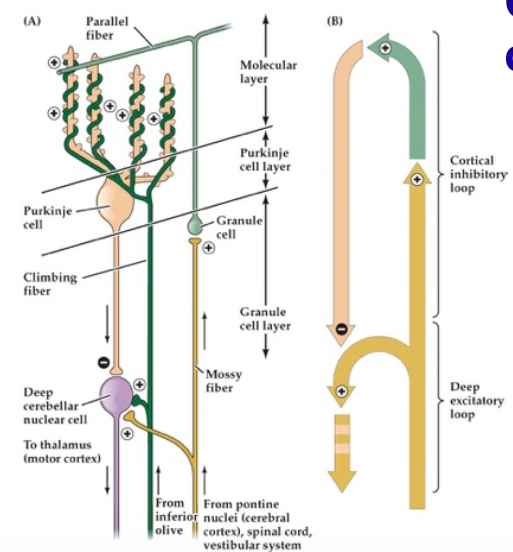 (A)
Parallel
fiber
Molecular
layer
Purkinje
cell layer
Purkinje
cell
Granule
cell
Climbing
fiber
Granule
cell layer
Mossy
fiber
Deep
cerebellar
nuclear cell
To thalamus
(motor cortex)
From
inferior
olive
From pontine
nuclei (cerebral
cortex), spinal cord,
vestibular system
(B)
Cortical
inhibitory
loop
Deep
excitatory
loop